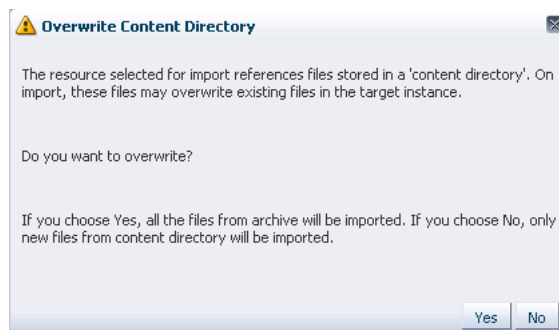 Overwrite Content Directory
The resource selected for import references files stored in a 'content directory'. On
import, these files may overwrite existing files in the target instance.
Do you want to overwrite?
If you choose Yes, all the files from archive will be imported. If you choose No, only
new files from content directory will be imported.
Yes No